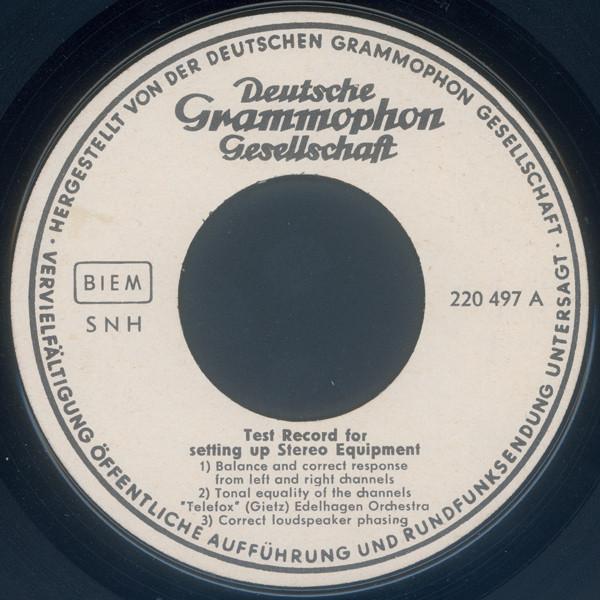 · HERGESTELLT VON DER DEUTSCHEN GRAMMOPHON GESELLSCHAFT ·
Deutsche
Grammophon
Gesellschaft
BIEM
SNH
220 497 A
Test Record for
setting up Stereo Equipment
1) Balance and correct response
from left and right channels
2) Tonal equality of the channels
"Telefox" (Gietz) Edelhagen Orchestra
3) Correct loudspeaker phasing
VERVIELFÄLTIGUNG ÖFFENTLICHE AUFFÜHRUNG UND RUNDFUNKSENDUNG UNTERSAGT